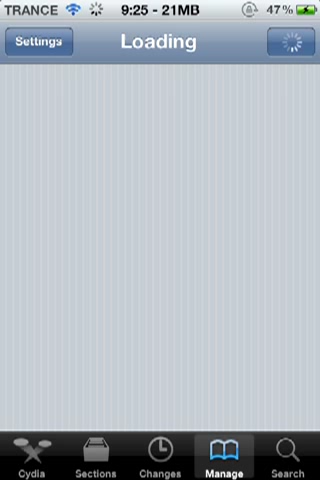 TRANCE 9:25 - 21MB 47%
Settings Loading
Cydia Sections Changes Manage Search